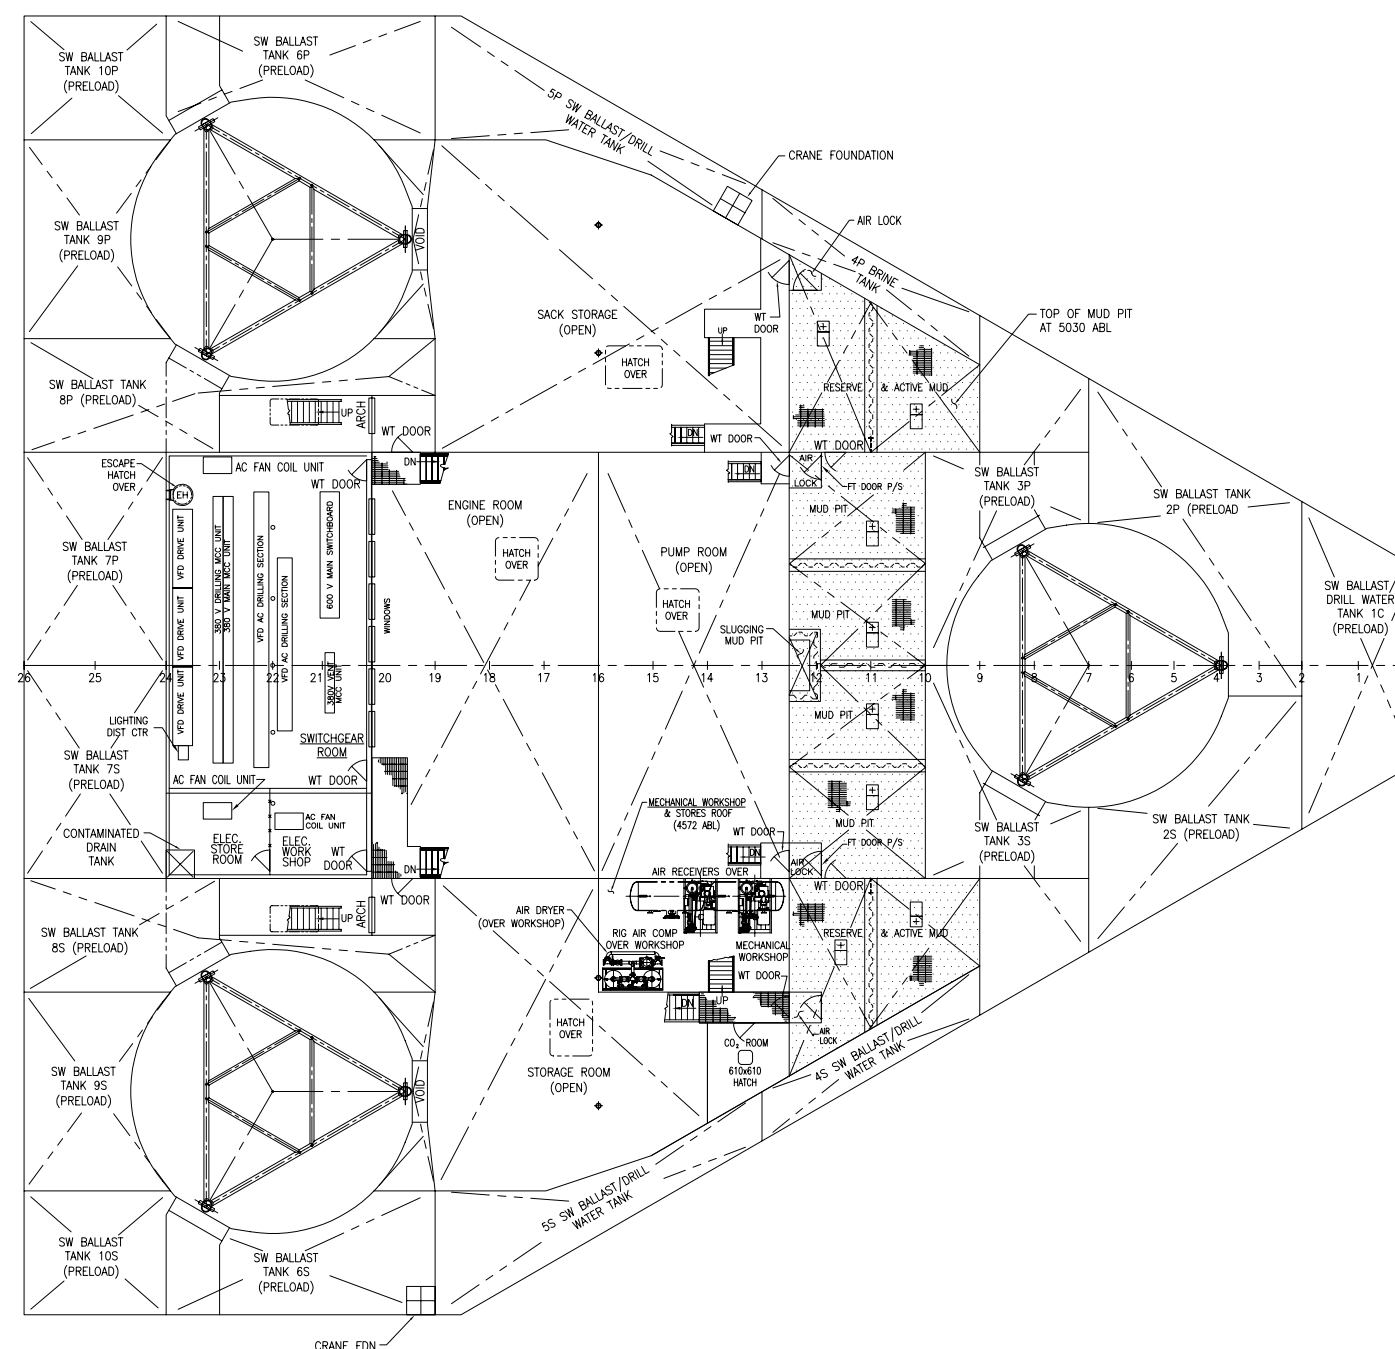 SW BALLAST
TANK 10P
(PRELOAD)
SW BALLAST
TANK 6P
(PRELOAD)
5P SW BALLAST/DRILL
WATER TANK
CRANE FOUNDATION
AIR LOCK
SW BALLAST
TANK 9P
(PRELOAD)
VOID
4P BRINE
TANK
SACK STORAGE
(OPEN)
WT
DOOR
TOP OF MUD PIT
AT 5030 ABL
UP
HATCH
OVER
SW BALLAST TANK
8P (PRELOAD)
RESERVE & ACTIVE MUD
UP
ARCH
WT DOOR
DN
WT DOOR
WT DOOR
ESCAPE
HATCH
OVER
AC FAN COIL UNIT
WT DOOR
DN
DN
AIR
LOCK
FT DOOR P/S
SW BALLAST
TANK 3P
(PRELOAD)
SW BALLAST TANK
2P (PRELOAD
EH
ENGINE ROOM
(OPEN)
MUD PIT
SW BALLAST
TANK 7P
(PRELOAD)
VFD DRIVE UNIT
VFD DRIVE UNIT
VFD DRIVE UNIT
380 V DRILLING MCC UNIT
380 V MAIN MCC UNIT
VFD AC DRILLING SECTION
VFD AC DRILLING SECTION
600 V MAIN SWITCHBOARD
380V VENT
MCC UNIT
WINDOWS
HATCH
OVER
PUMP ROOM
(OPEN)
HATCH
OVER
SLUGGING
MUD PIT
MUD PIT
SW BALLAST/
DRILL WATER
TANK 1C
(PRELOAD)
26 25 24 23 22 21 20 19 18 17 16 15 14 13 12 11 10 9 8 7 6 5 4 3 2 1
MUD PIT
LIGHTING
DIST CTR
SWITCHGEAR
ROOM
SW BALLAST
TANK 7S
(PRELOAD)
AC FAN COIL UNIT
WT DOOR
MECHANICAL WORKSHOP
& STORES ROOF
(4572 ABL)
MUD PIT
SW BALLAST
TANK 3S
(PRELOAD)
SW BALLAST TANK
2S (PRELOAD)
CONTAMINATED
DRAIN
TANK
ELEC.
STORE
ROOM
AC FAN
COIL UNIT
ELEC.
WORK
SHOP
WT
DOOR
DN
WT DOOR
DN
WT DOOR
AIR
LOCK
FT DOOR P/S
WT DOOR
AIR RECEIVERS OVER
SW BALLAST TANK
8S (PRELOAD)
UP
ARCH
AIR DRYER
(OVER WORKSHOP)
RIG AIR COMP
OVER WORKSHOP
MECHANICAL
WORKSHOP
WT DOOR
RESERVE & ACTIVE MUD
DN
UP
HATCH
OVER
CO₂ ROOM
610x610
HATCH
AIR
LOCK
4S SW BALLAST/DRILL
WATER TANK
STORAGE ROOM
(OPEN)
SW BALLAST
TANK 9S
(PRELOAD)
VOID
5S SW BALLAST/DRILL
WATER TANK
SW BALLAST
TANK 10S
(PRELOAD)
SW BALLAST
TANK 6S
(PRELOAD)
CRANE FDN